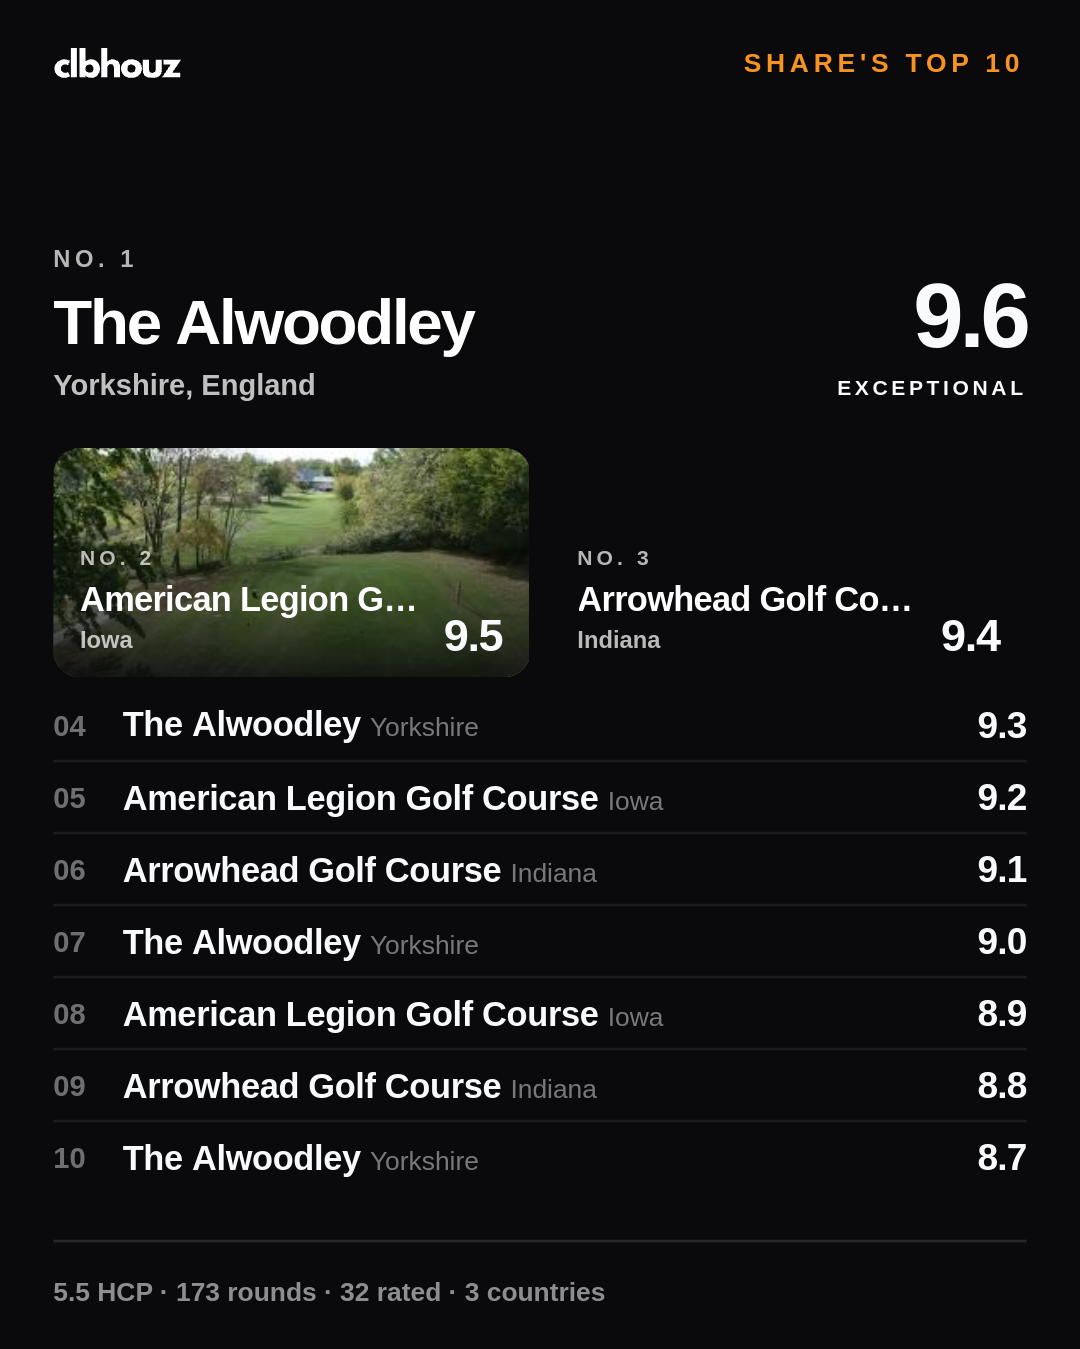 clbhouz
SHARE'S TOP 10
NO. 1
The Alwoodley
9.6
Yorkshire, England
EXCEPTIONAL
NO. 2
American Legion G…
Iowa
9.5
NO. 3
Arrowhead Golf Co…
Indiana
9.4
04 The Alwoodley Yorkshire 9.3
05 American Legion Golf Course Iowa 9.2
06 Arrowhead Golf Course Indiana 9.1
07 The Alwoodley Yorkshire 9.0
08 American Legion Golf Course Iowa 8.9
09 Arrowhead Golf Course Indiana 8.8
10 The Alwoodley Yorkshire 8.7
5.5 HCP · 173 rounds · 32 rated · 3 countries